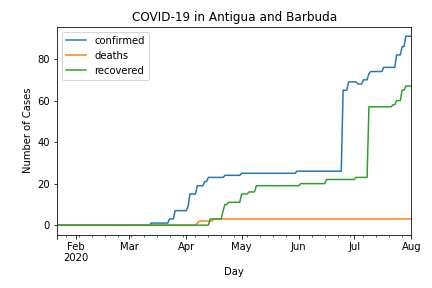 COVID-19 in Antigua and Barbuda
confirmed
deaths
recovered
Number of Cases
80
60
40
20
0
Feb
2020
Mar
Apr
May
Jun
Jul
Aug
Day